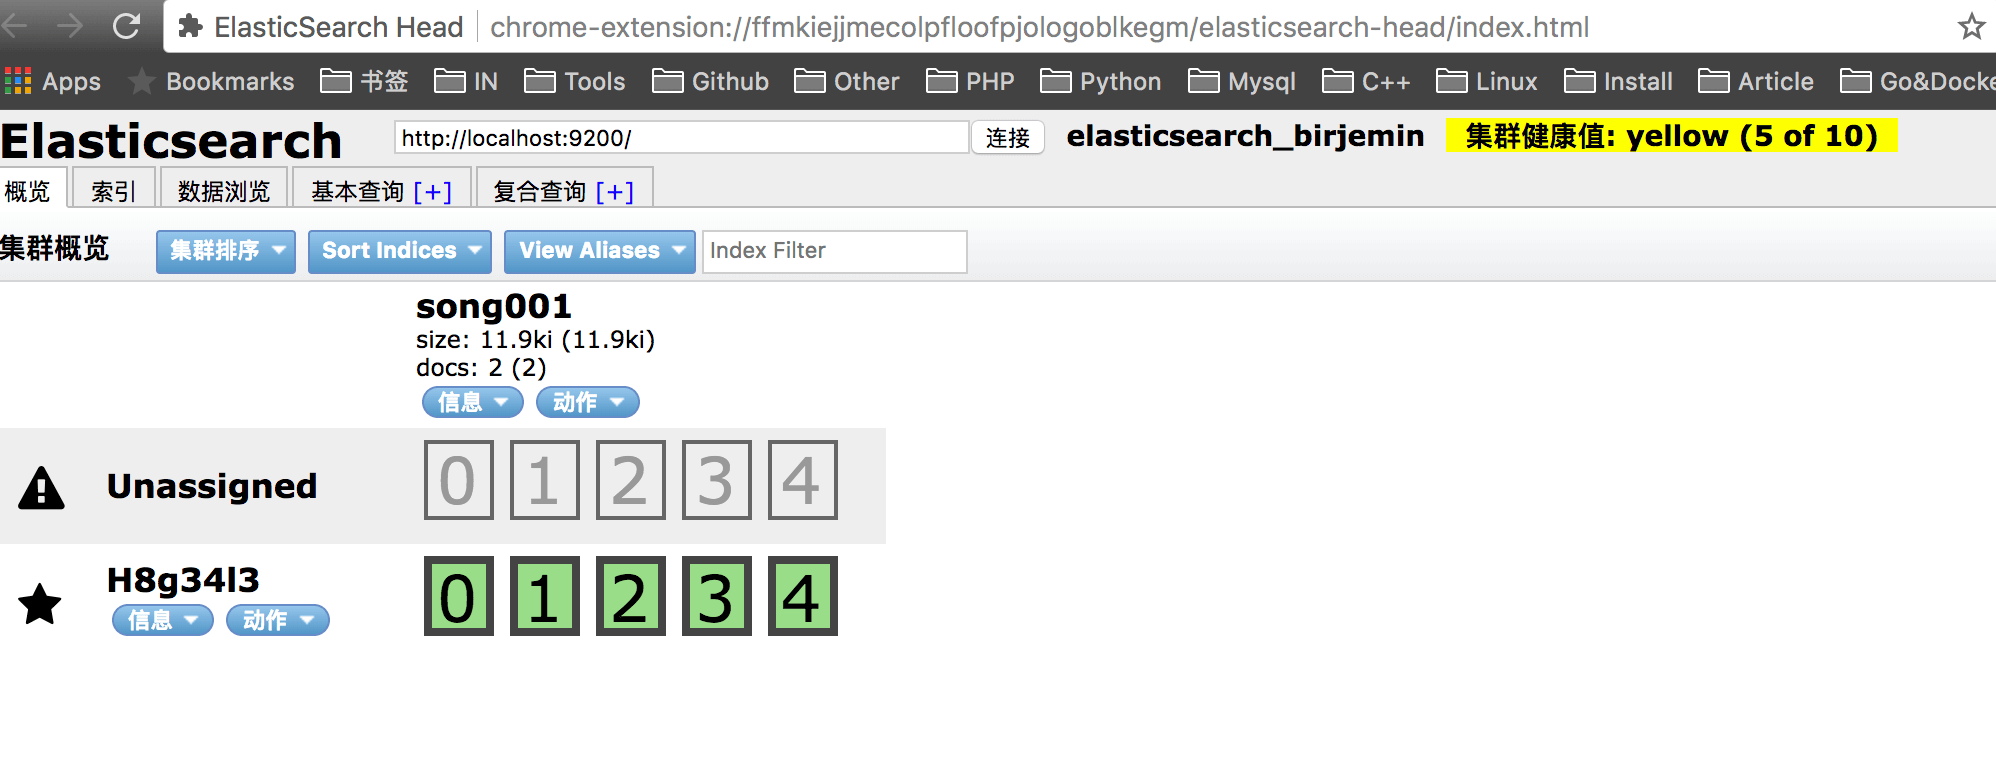 ElasticSearch Head chrome-extension://ffmkiejjmecolpfloofpjologoblkegm/elasticsearch-head/index.html
Apps Bookmarks 书签 IN Tools Github Other PHP Python Mysql C++ Linux Install Article Go&Docke
Elasticsearch http://localhost:9200/ 连接 elasticsearch_birjemin 集群健康值: yellow (5 of 10)
概览 索引 数据浏览 基本查询 [+] 复合查询 [+]
集群概览 集群排序 Sort Indices View Aliases Index Filter
song001
size: 11.9ki (11.9ki)
docs: 2 (2)
信息 动作
Unassigned 0 1 2 3 4
H8g34l3 0 1 2 3 4
信息 动作